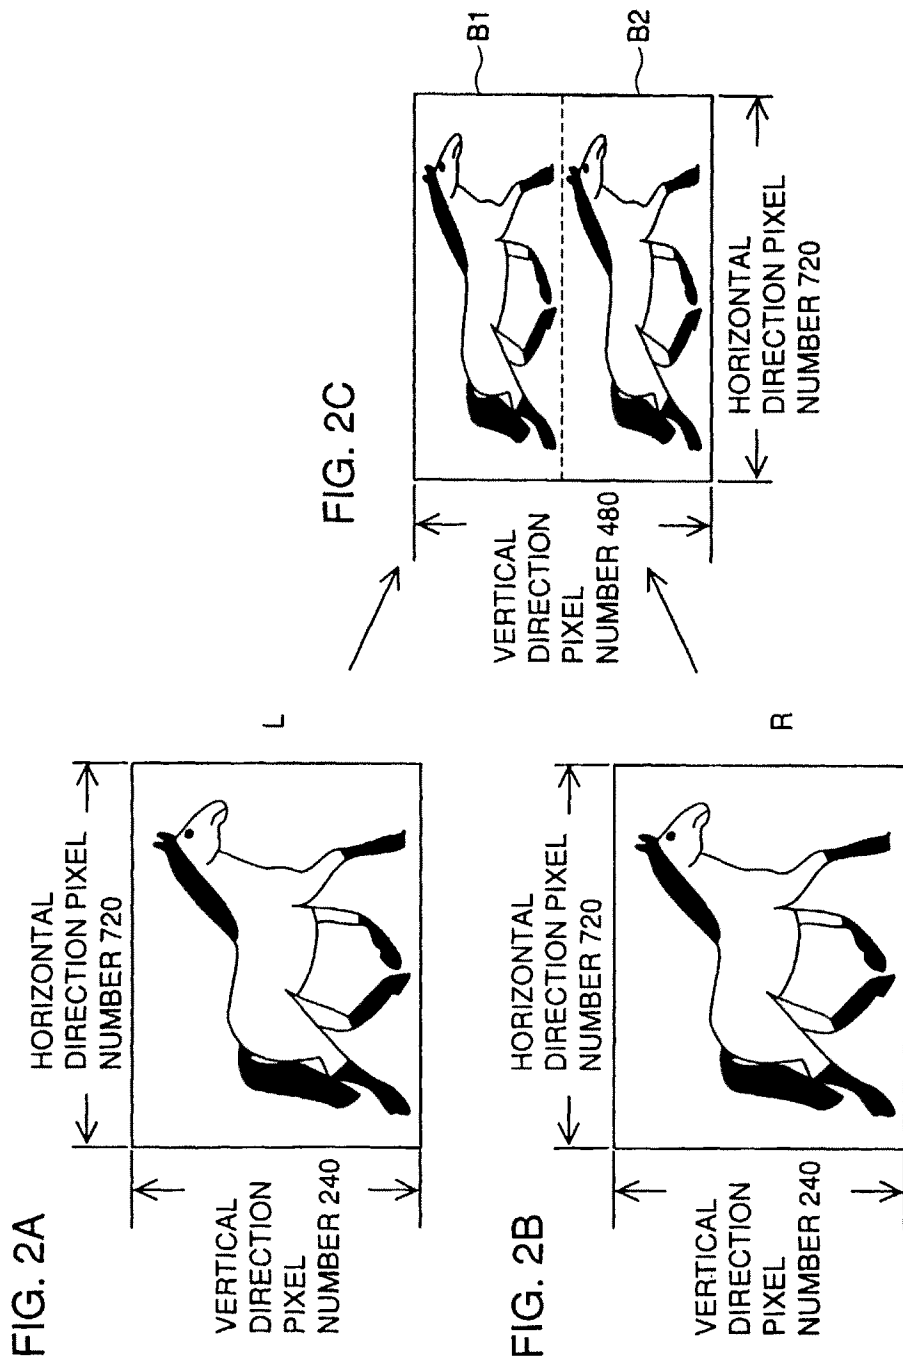 FIG. 2A
HORIZONTAL
DIRECTION PIXEL
NUMBER 720
VERTICAL
DIRECTION
PIXEL
NUMBER 240
L
FIG. 2B
HORIZONTAL
DIRECTION PIXEL
NUMBER 720
VERTICAL
DIRECTION
PIXEL
NUMBER 240
R
FIG. 2C
VERTICAL
DIRECTION
PIXEL
NUMBER 480
B1
B2
HORIZONTAL
DIRECTION PIXEL
NUMBER 720